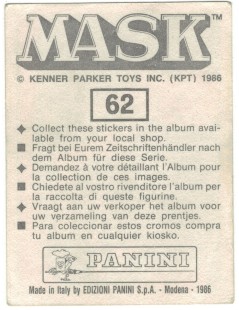 MASK™
© KENNER PARKER TOYS INC. (KPT) 1986
62
◆ Collect these stickers in the album avai-
lable from your local shop.
■ Fragt bei Eurem Zeitschriftenhändler nach
dem Album für diese Serie.
◆ Demandez à votre détaillant l'Album pour
la collection de ces images.
■ Chiedete al vostro rivenditore l'album per
la raccolta di queste figurine.
◆ Vraagt aan uw verkoper het album voor
uw verzameling van deze prentjes.
■ Para coleccionar estos cromos compra
tu album en cualquier kiosko.
PANINI
Made in Italy by EDIZIONI PANINI S.p.A. - Modena - 1986